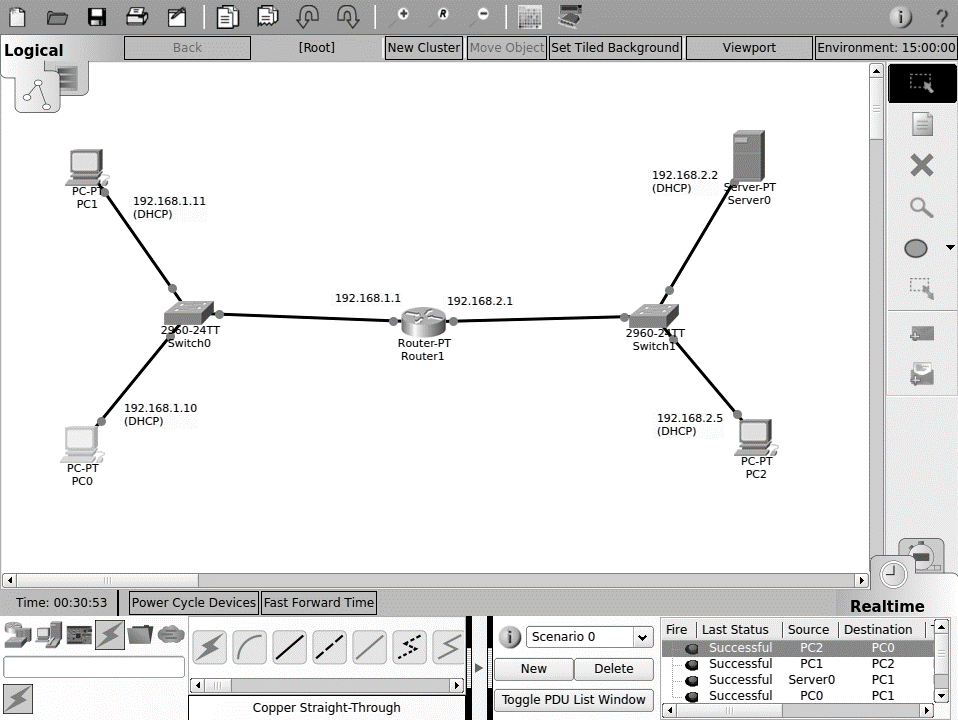 Logical
Back
[Root]
New Cluster
Move Object
Set Tiled Background
Viewport
Environment: 15:00:00
R
i
?
PC-PT
PC1
192.168.1.11
(DHCP)
192.168.2.2
(DHCP)
Server-PT
Server0
2960-24TT
Switch0
192.168.1.1
192.168.2.1
Router-PT
Router1
2960-24TT
Switch1
192.168.1.10
(DHCP)
PC-PT
PC0
192.168.2.5
(DHCP)
PC-PT
PC2
Time: 00:30:53
Power Cycle Devices
Fast Forward Time
Realtime
i
Scenario 0
New
Delete
Toggle PDU List Window
Copper Straight-Through
Fire Last Status Source Destination
Successful PC2 PC0
Successful PC1 PC2
Successful Server0 PC1
Successful PC0 PC1